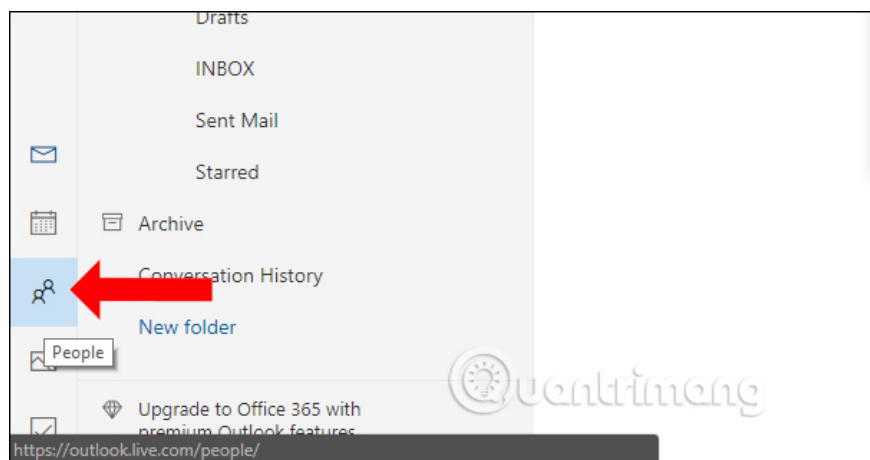 Drafts
INBOX
Sent Mail
Starred
Archive
Conversation History
New folder
People
Upgrade to Office 365 with
premium Outlook features
https://outlook.live.com/people/
Quantrimang